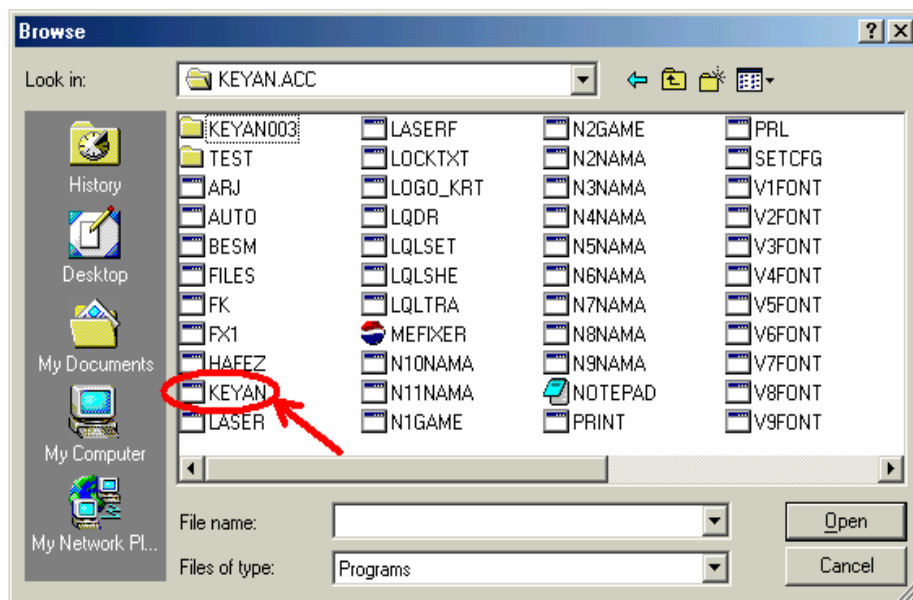 Browse
Look in:
KEYAN.ACC
History
Desktop
My Documents
My Computer
My Network Pl...
KEYAN003
TEST
ARJ
AUTO
BESM
FILES
FK
FX1
HAFEZ
KEYAN
LASER
LASERF
LOCKTXT
LOGO_KRT
LQDR
LQLSET
LQLSHE
LQLTRA
MEFIXER
N10NAMA
N11NAMA
N1GAME
N2GAME
N2NAMA
N3NAMA
N4NAMA
N5NAMA
N6NAMA
N7NAMA
N8NAMA
N9NAMA
NOTEPAD
PRINT
PRL
SETCFG
V1FONT
V2FONT
V3FONT
V4FONT
V5FONT
V6FONT
V7FONT
V8FONT
V9FONT
File name:
Open
Files of type:
Programs
Cancel